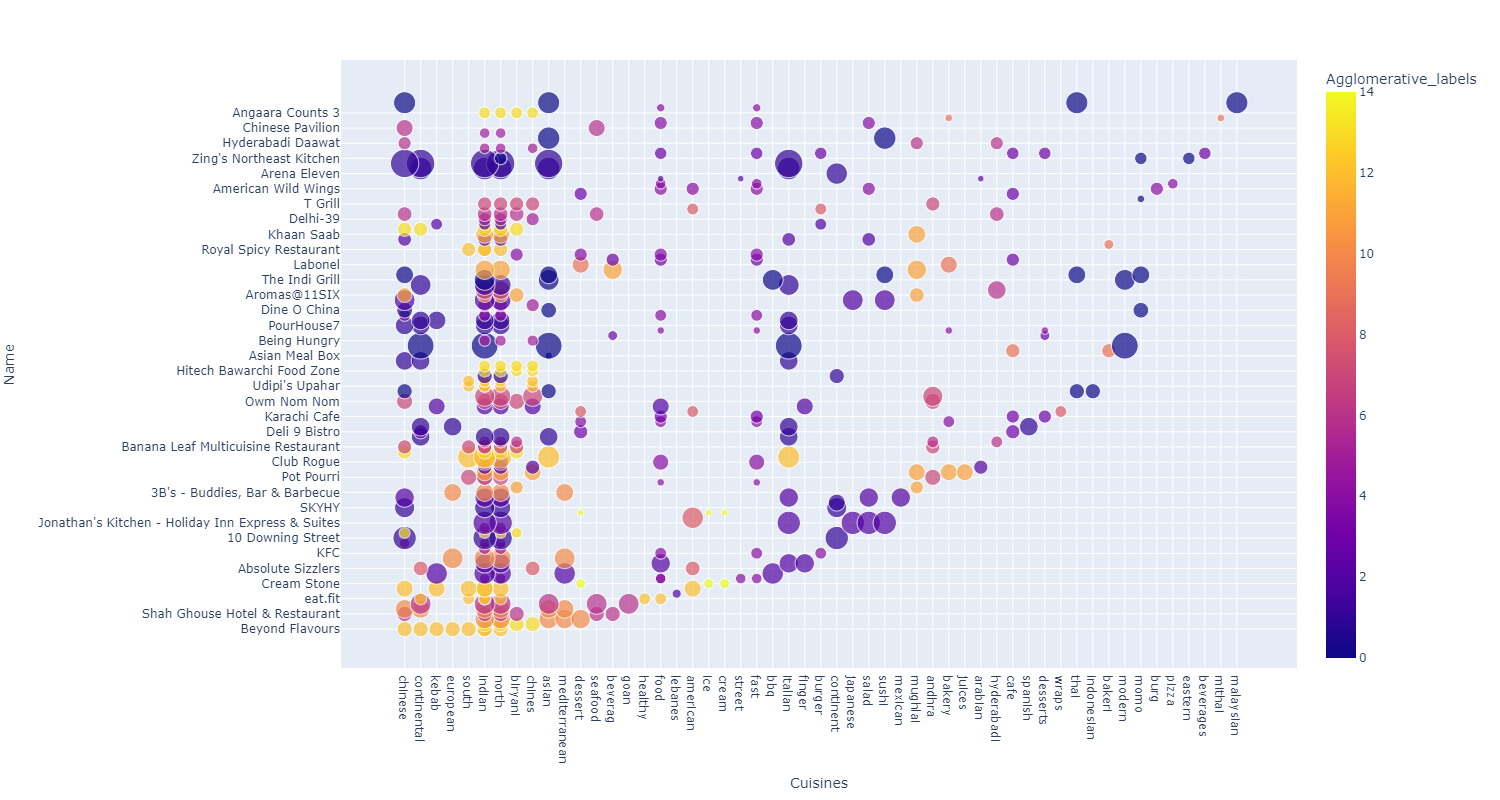 Agglomerative_labels
14
12
10
8
6
4
2
0
Name
Angaara Counts 3
Chinese Pavilion
Hyderabadi Daawat
Zing's Northeast Kitchen
Arena Eleven
American Wild Wings
T Grill
Delhi-39
Khaan Saab
Royal Spicy Restaurant
Labonel
The Indi Grill
Aromas@11SIX
Dine O China
PourHouse7
Being Hungry
Asian Meal Box
Hitech Bawarchi Food Zone
Udipi's Upahar
Owm Nom Nom
Karachi Cafe
Deli 9 Bistro
Banana Leaf Multicuisine Restaurant
Club Rogue
Pot Pourri
3B's - Buddies, Bar & Barbecue
SKYHY
Jonathan's Kitchen - Holiday Inn Express & Suites
10 Downing Street
KFC
Absolute Sizzlers
Cream Stone
eat.fit
Shah Ghouse Hotel & Restaurant
Beyond Flavours
chinese
continental
kebab
european
south
indian
north
biryani
chines
asian
mediterranean
dessert
seafood
beverag
goan
healthy
food
lebanes
american
ice
cream
street
fast
bbq
italian
finger
burger
continent
japanese
salad
sushi
mexican
mughlai
andhra
bakery
juices
arabian
hyderabadi
cafe
spanish
desserts
wraps
thai
indonesian
bakeri
modern
momo
burg
pizza
eastern
beverages
mithai
malaysian
Cuisines